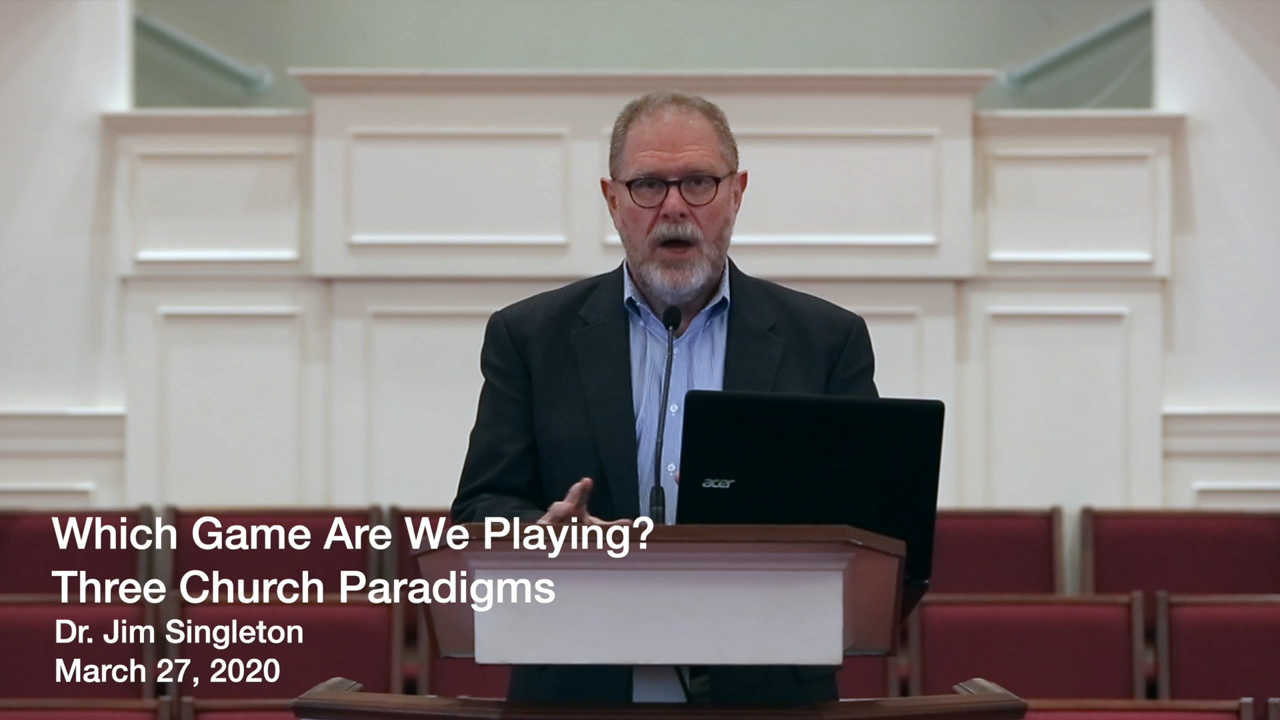 acer
Which Game Are We Playing?
Three Church Paradigms
Dr. Jim Singleton
March 27, 2020